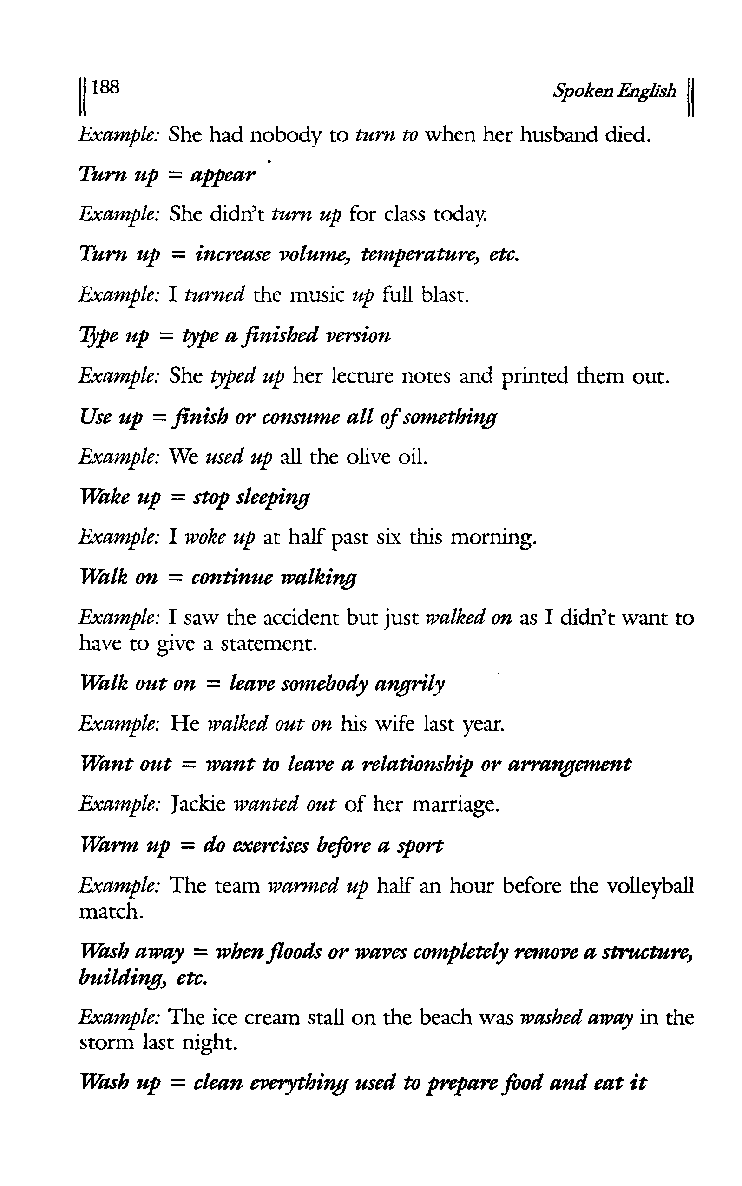 188 Spoken English
Example: She had nobody to turn to when her husband died.
Turn up = appear
Example: She didn't turn up for class today.
Turn up = increase volume, temperature, etc.
Example: I turned the music up full blast.
Type up = type a finished version
Example: She typed up her lecture notes and printed them out.
Use up = finish or consume all of something
Example: We used up all the olive oil.
Wake up = stop sleeping
Example: I woke up at half past six this morning.
Walk on = continue walking
Example: I saw the accident but just walked on as I didn't want to
have to give a statement.
Walk out on = leave somebody angrily
Example: He walked out on his wife last year.
Want out = want to leave a relationship or arrangement
Example: Jackie wanted out of her marriage.
Warm up = do exercises before a sport
Example: The team warmed up half an hour before the volleyball
match.
Wash away = when floods or waves completely remove a structure,
building, etc.
Example: The ice cream stall on the beach was washed away in the
storm last night.
Wash up = clean everything used to prepare food and eat it